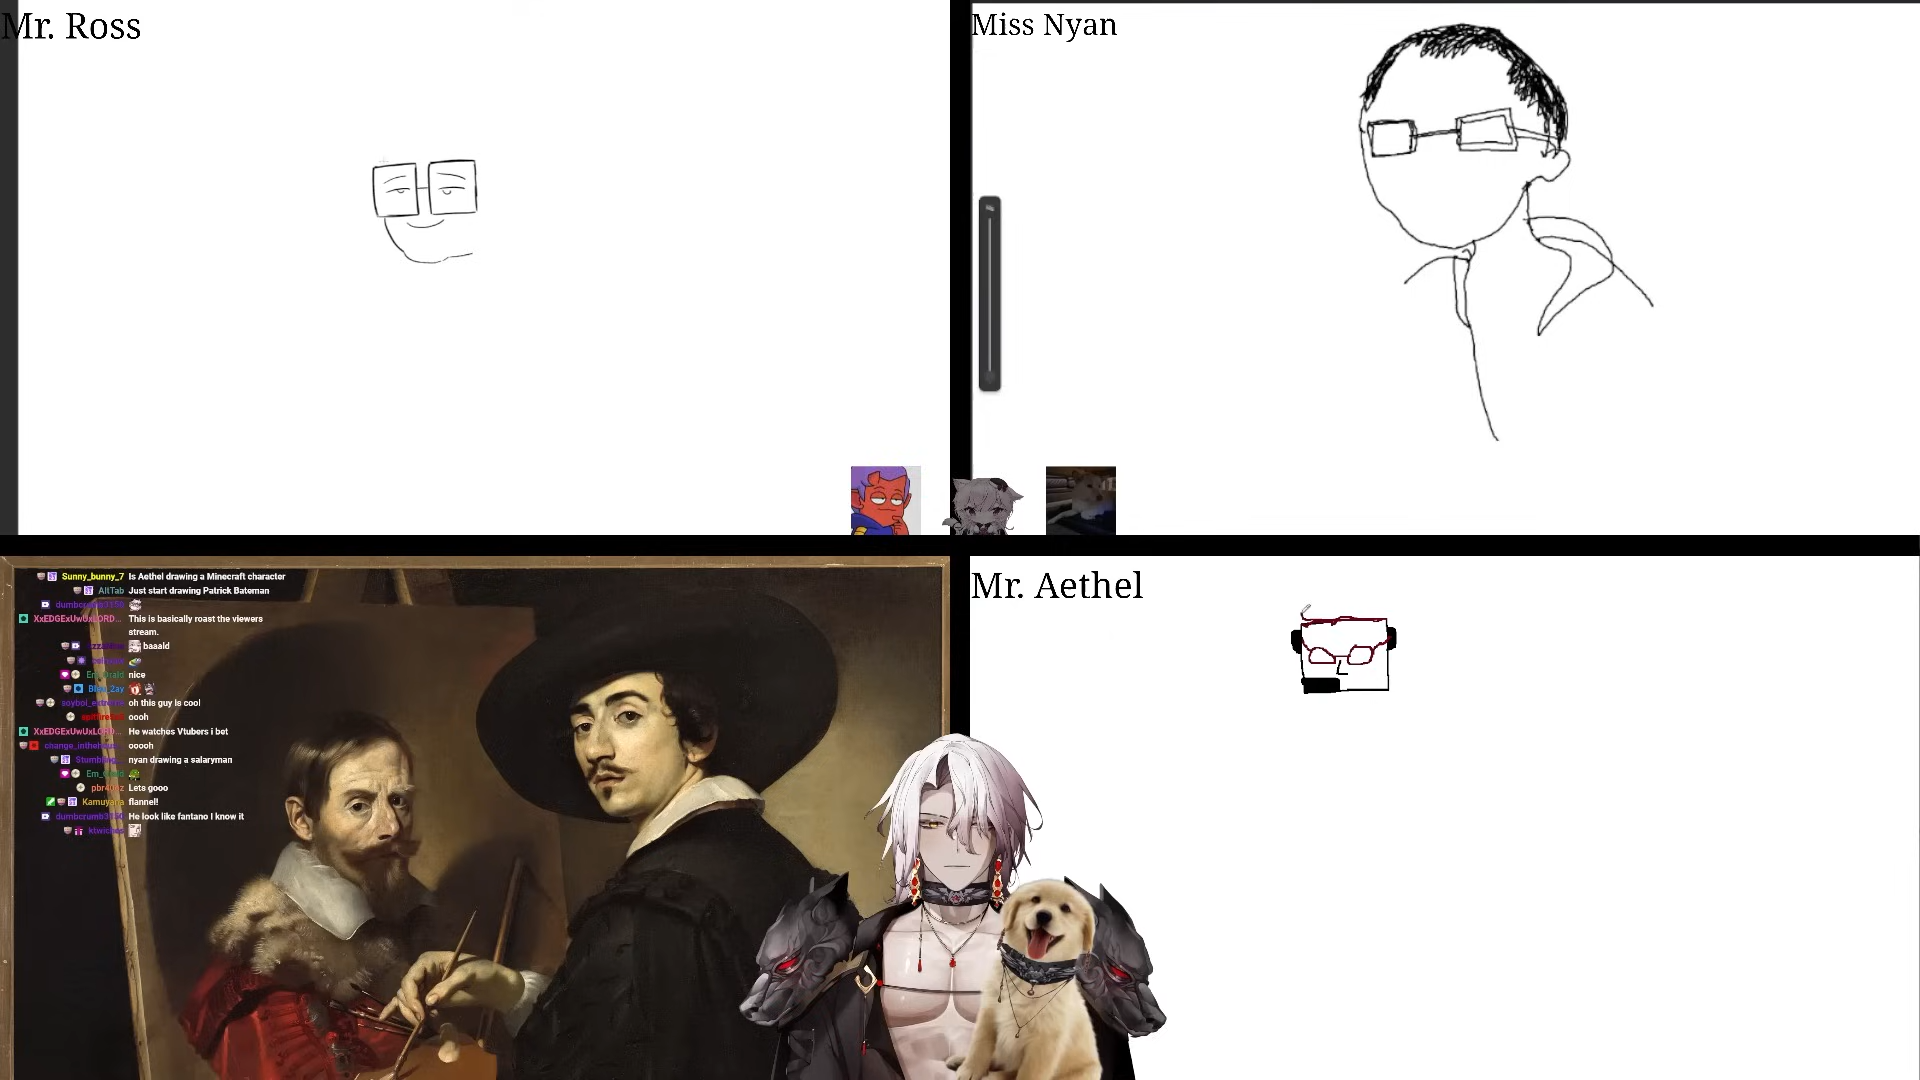 Mr. Ross
Miss Nyan
Sunny_bunny_7 Is Aethel drawing a Minecraft character
AltTab Just start drawing Patrick Bateman
XxEDGExUwUxLORD... This is basically roast the viewers
stream.
baaald
nice
oh this guy is cool
oooh
He watches Vtubers i bet
ooooh
nyan drawing a salaryman
Lets gooo
Kamuyana flannel!
He look like fantano I know it
Mr. Aethel